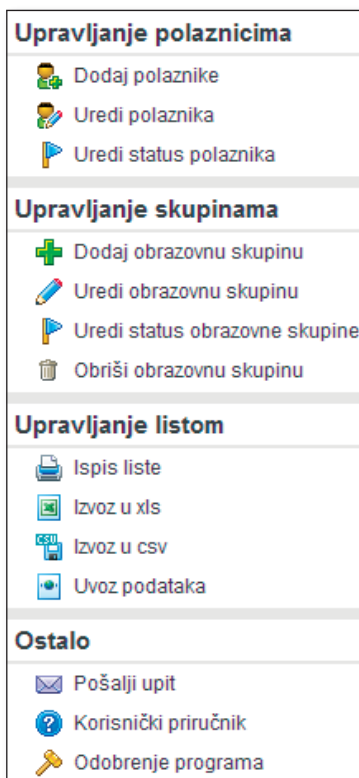 Upravljanje polaznicima
Dodaj polaznike
Uredi polaznika
Uredi status polaznika
Upravljanje skupinama
Dodaj obrazovnu skupinu
Uredi obrazovnu skupinu
Uredi status obrazovne skupine
Obriši obrazovnu skupinu
Upravljanje listom
Ispis liste
Izvoz u xls
CSV
Izvoz u csv
Uvoz podataka
Ostalo
Pošalji upit
Korisnički priručnik
Odobrenje programa